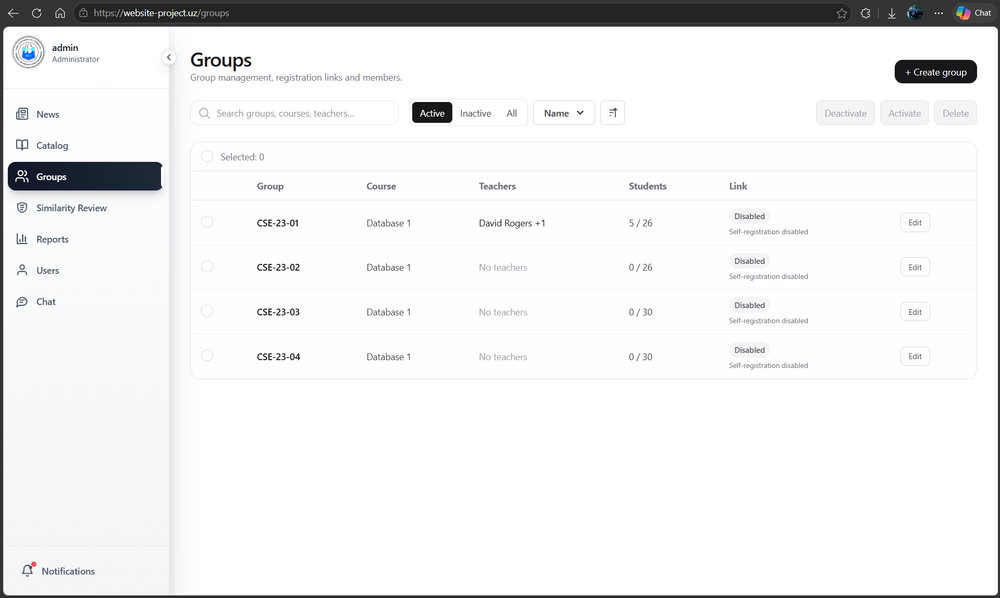 https://website-project.uz/groups
Chat
admin
Administrator
News
Catalog
Groups
Similarity Review
Reports
Users
Chat
Notifications
Groups
Group management, registration links and members.
+ Create group
Search groups, courses, teachers...
Active Inactive All
Name
Deactivate Activate Delete
Selected: 0
Group Course Teachers Students Link
CSE-23-01 Database 1 David Rogers +1 5 / 26 Disabled Edit
Self-registration disabled
CSE-23-02 Database 1 No teachers 0 / 26 Disabled Edit
Self-registration disabled
CSE-23-03 Database 1 No teachers 0 / 30 Disabled Edit
Self-registration disabled
CSE-23-04 Database 1 No teachers 0 / 30 Disabled Edit
Self-registration disabled